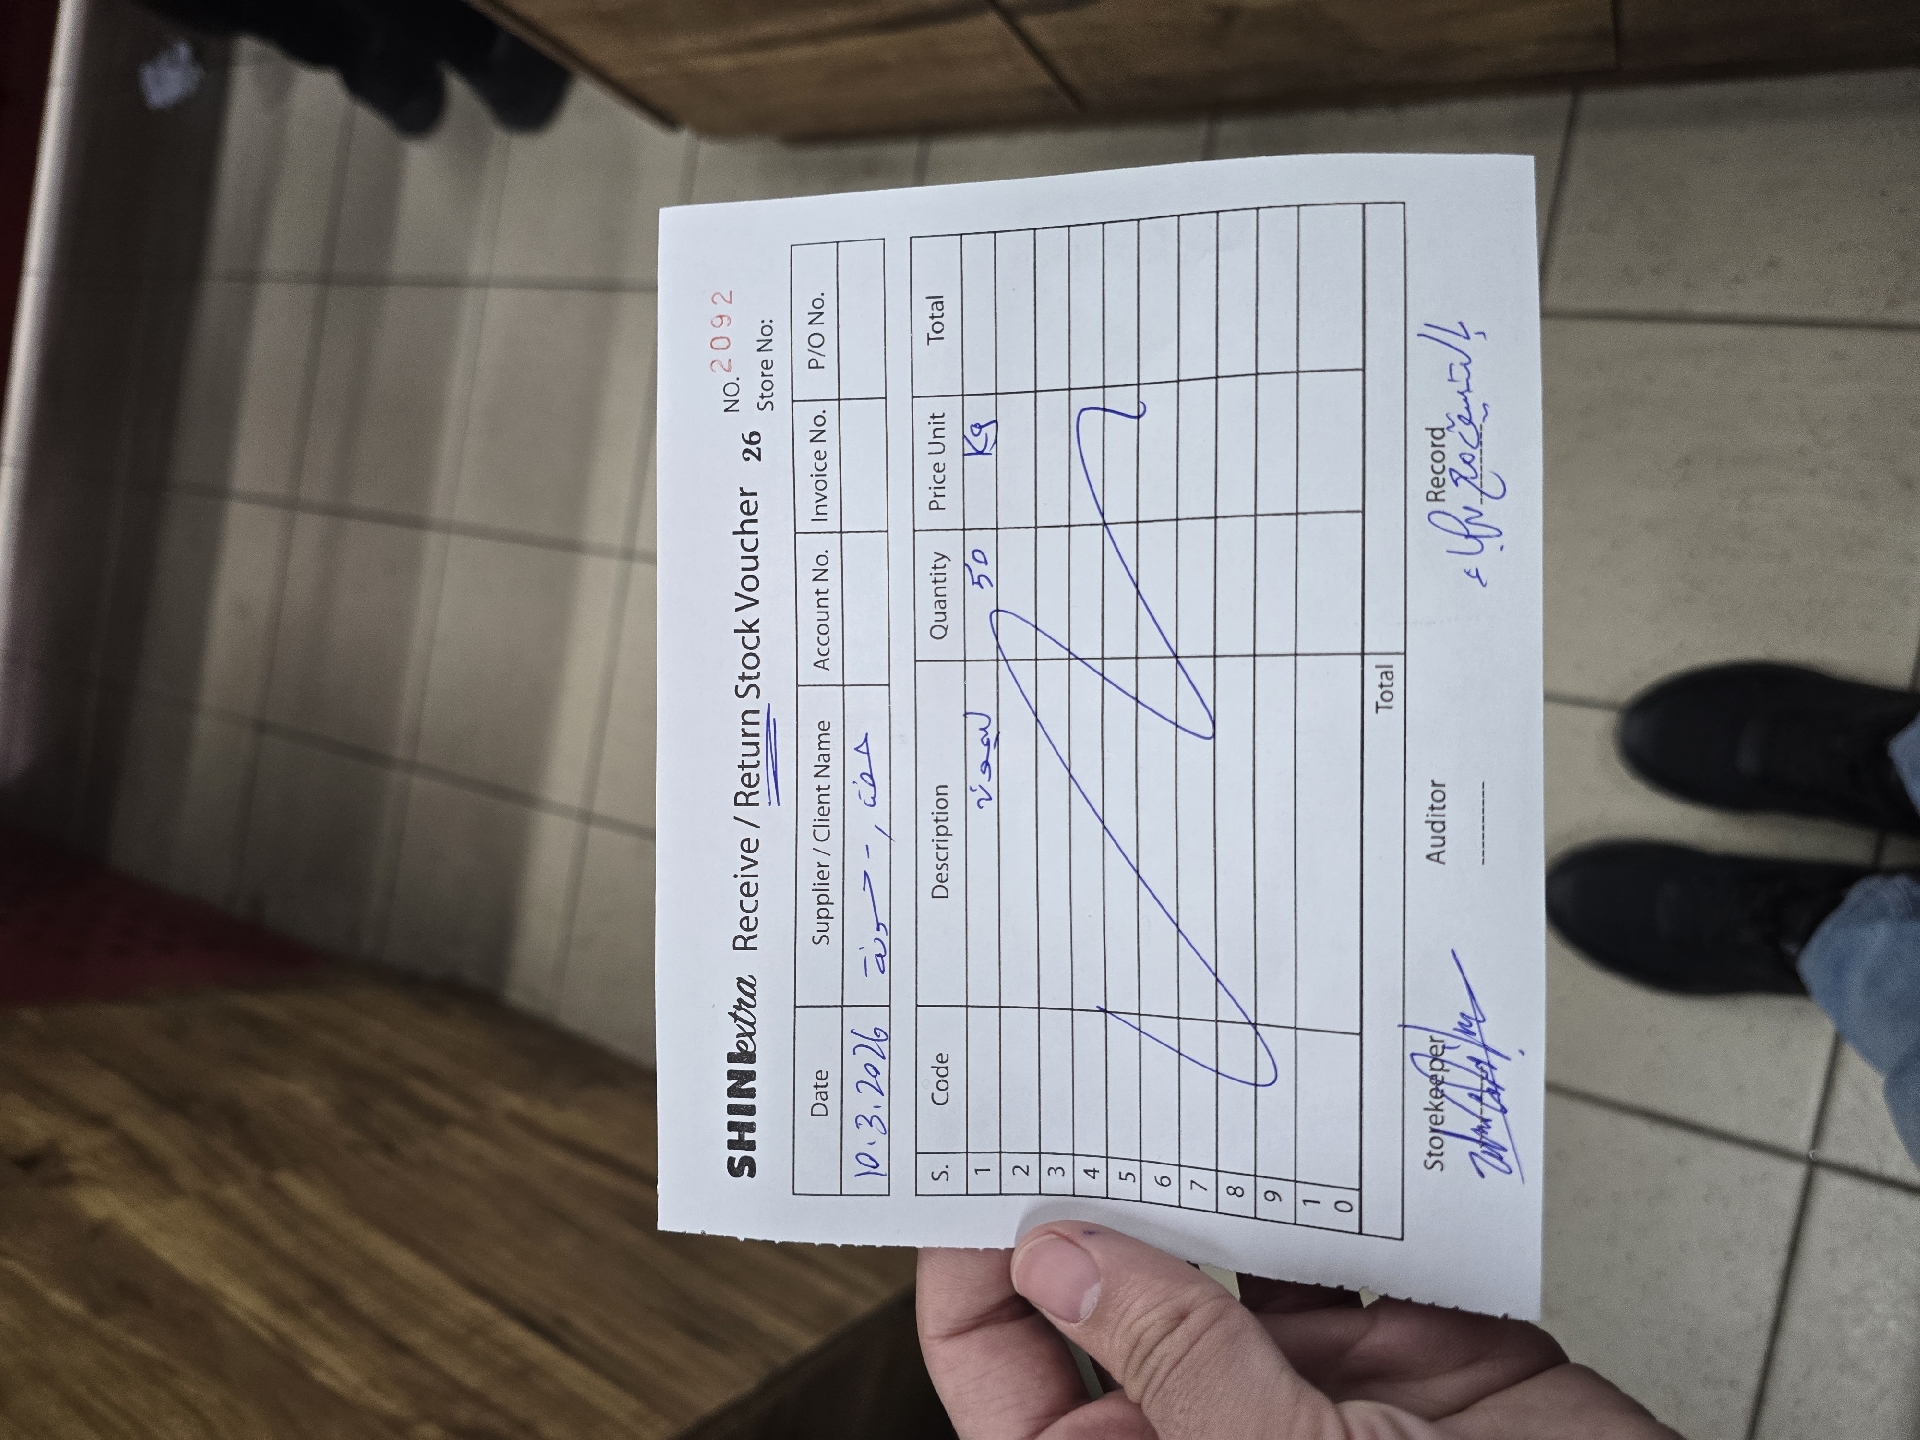 SHINextra Receive / Return Stock Voucher 26 NO. 2092
Store No:
Date Supplier / Client Name Account No. Invoice No. P/O No.
10.3.2026
S. Code Description Quantity Price Unit Total
1 50 Kg
2
3
4
5
6
7
8
9
10
Total
Storekeeper Auditor Record